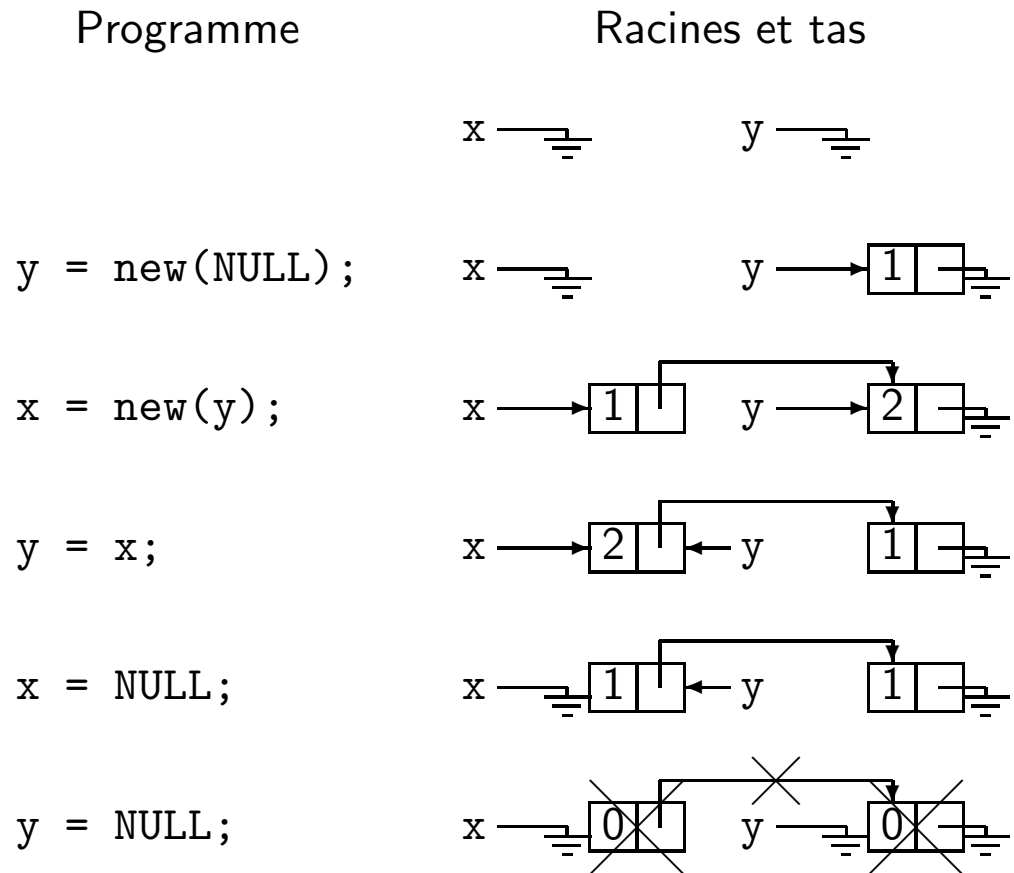 Programme Racines et tas
x y
y = new(NULL); x y 1
x = new(y); x 1 y 2
y = x; x 2 y 1
x = NULL; x 1 y 1
y = NULL; x 0 y 0